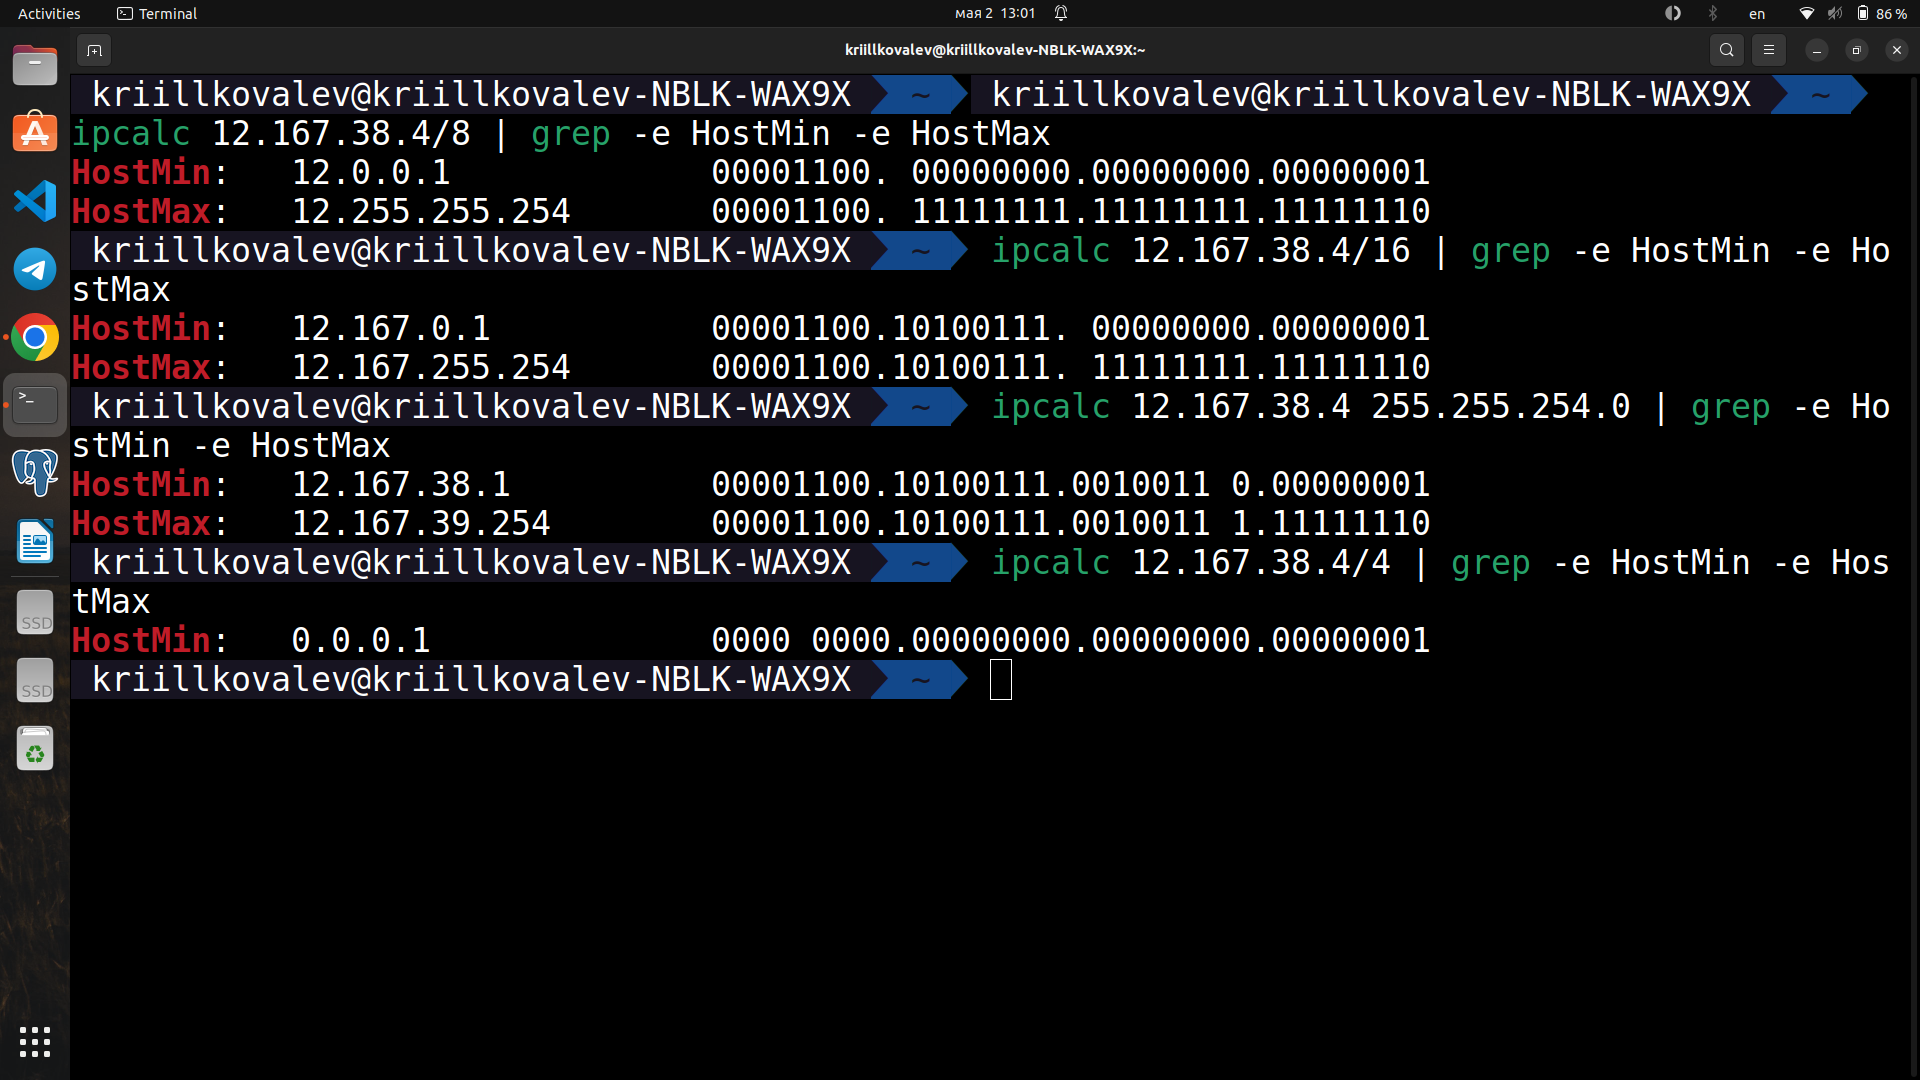 Activities Terminal мая 2 13:01 en 86 %
kriillkovalev@kriillkovalev-NBLK-WAX9X:~
kriillkovalev@kriillkovalev-NBLK-WAX9X ~ kriillkovalev@kriillkovalev-NBLK-WAX9X ~
ipcalc 12.167.38.4/8 | grep -e HostMin -e HostMax
HostMin: 12.0.0.1 00001100. 00000000.00000000.00000001
HostMax: 12.255.255.254 00001100. 11111111.11111111.11111110
kriillkovalev@kriillkovalev-NBLK-WAX9X ~ ipcalc 12.167.38.4/16 | grep -e HostMin -e Ho
stMax
HostMin: 12.167.0.1 00001100.10100111. 00000000.00000001
HostMax: 12.167.255.254 00001100.10100111. 11111111.11111110
kriillkovalev@kriillkovalev-NBLK-WAX9X ~ ipcalc 12.167.38.4 255.255.254.0 | grep -e Ho
stMin -e HostMax
HostMin: 12.167.38.1 00001100.10100111.0010011 0.00000001
HostMax: 12.167.39.254 00001100.10100111.0010011 1.11111110
kriillkovalev@kriillkovalev-NBLK-WAX9X ~ ipcalc 12.167.38.4/4 | grep -e HostMin -e Hos
tMax
HostMin: 0.0.0.1 0000 0000.00000000.00000000.00000001
kriillkovalev@kriillkovalev-NBLK-WAX9X ~
SSD
SSD